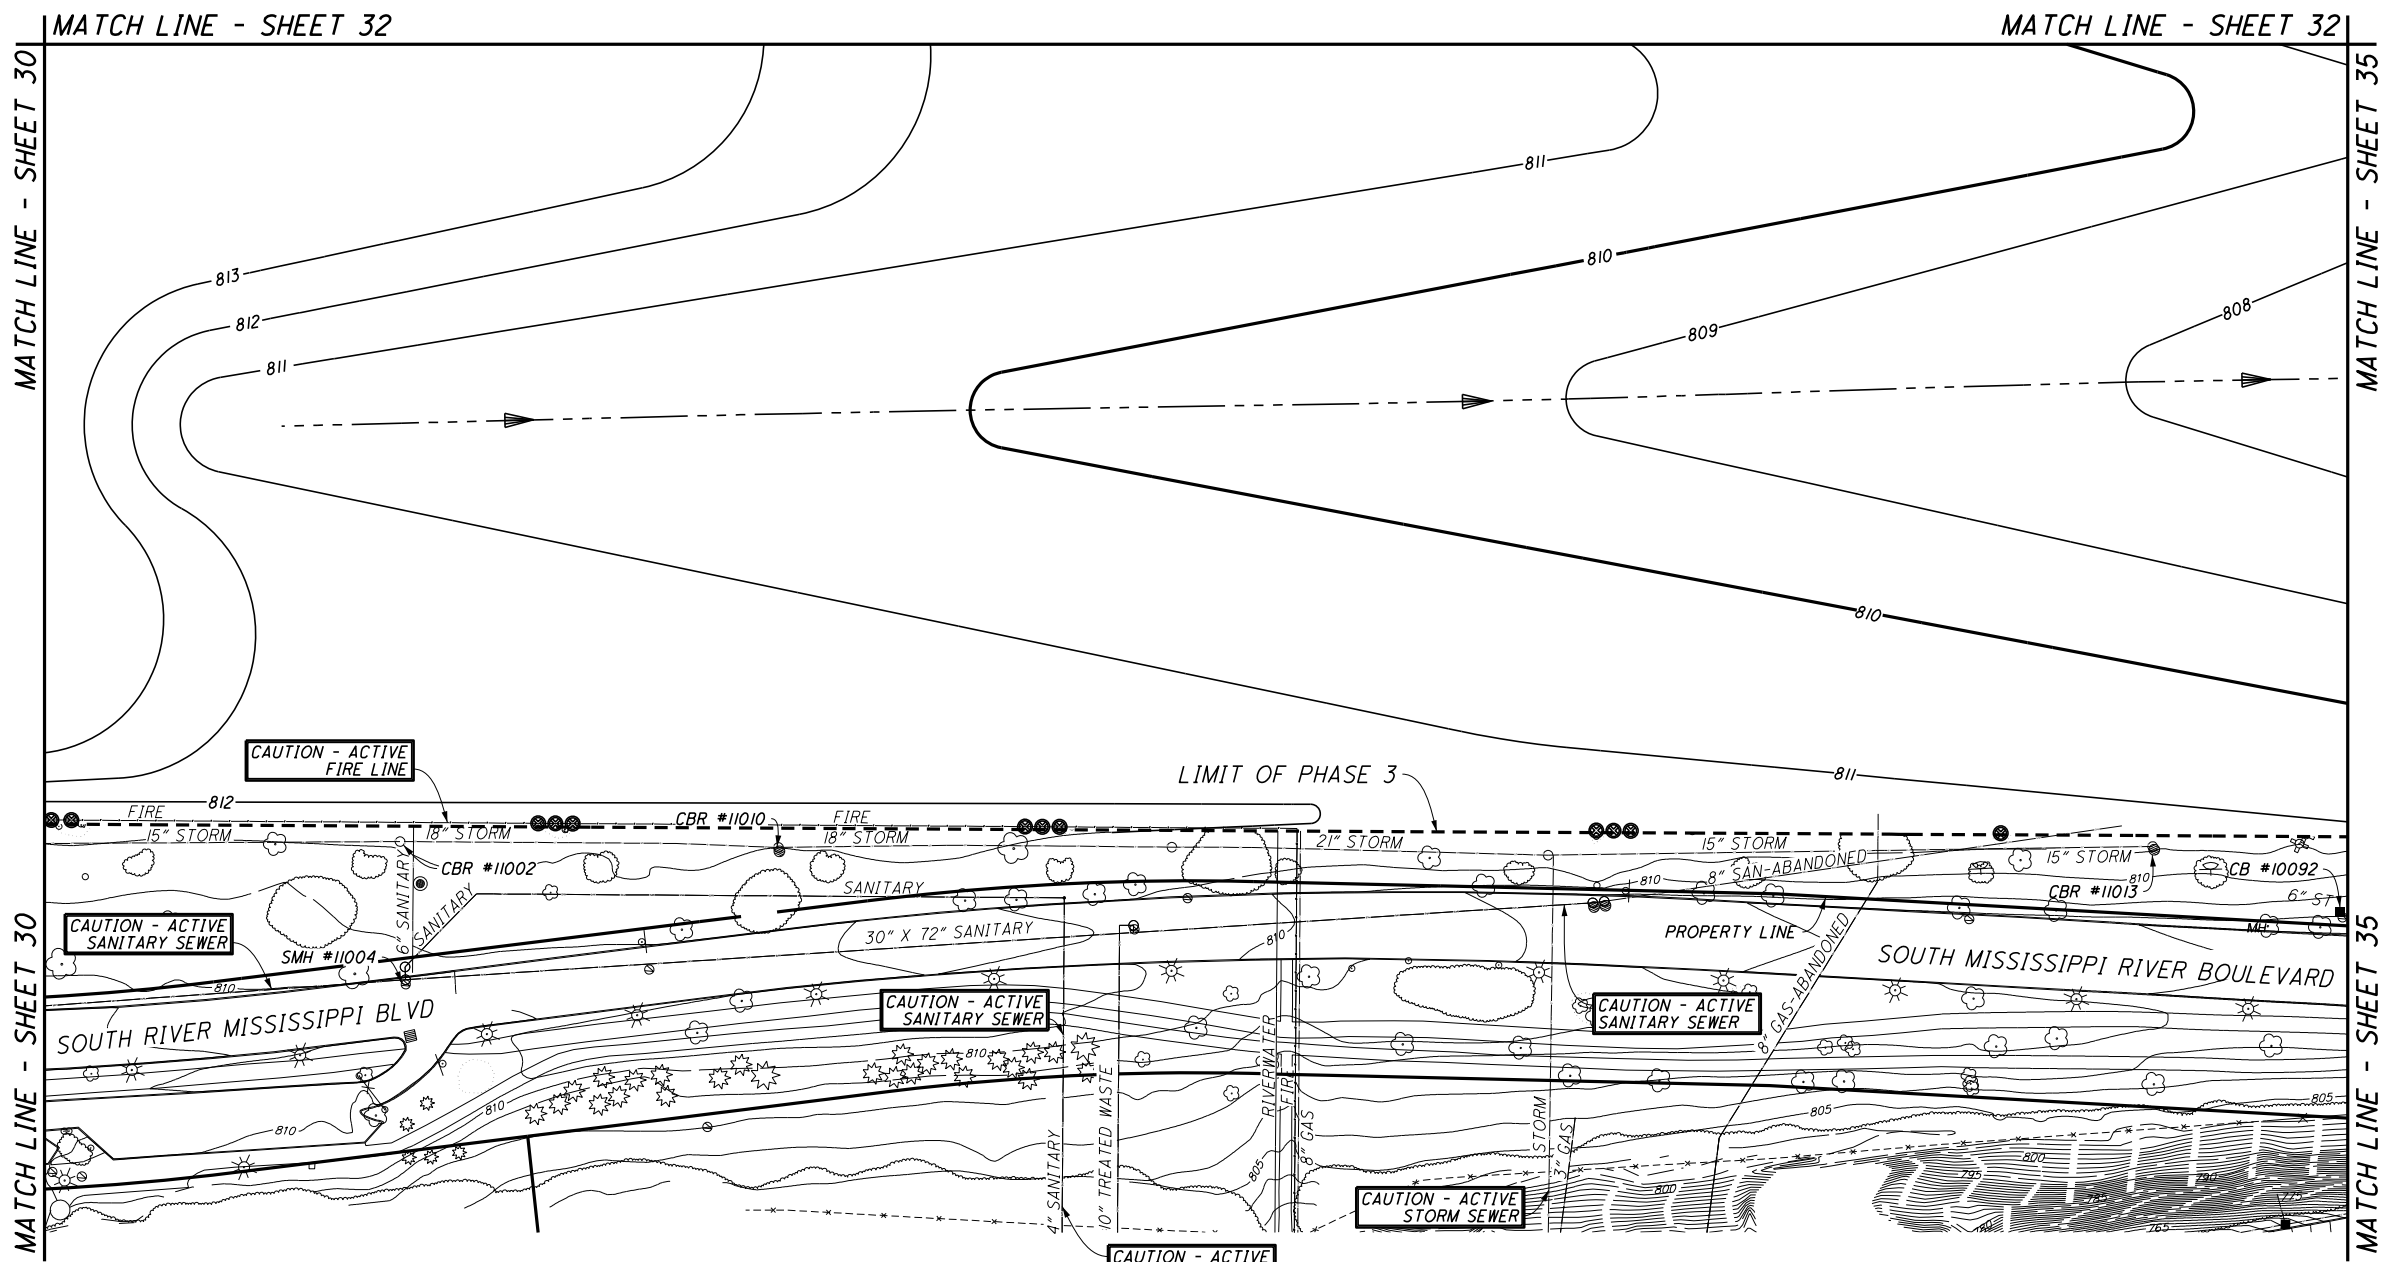 MATCH LINE - SHEET 32
MATCH LINE - SHEET 32
MATCH LINE - SHEET 30
MATCH LINE - SHEET 35
811
810
813
812
811
809
808
810
811
CAUTION - ACTIVE
FIRE LINE
LIMIT OF PHASE 3
812
FIRE
CBR #11010
FIRE
15" STORM
18" STORM
18" STORM
21" STORM
15" STORM
15" STORM
CBR #11002
SANITARY
8" SAN-ABANDONED
810
CBR #11013
810
CB #10092
6" ST
6" SANITARY
SANITARY
CAUTION - ACTIVE
SANITARY SEWER
SMH #11004
30" X 72" SANITARY
810
PROPERTY LINE
MH
810
SOUTH MISSISSIPPI RIVER BOULEVARD
8" GAS-ABANDONED
CAUTION - ACTIVE
SANITARY SEWER
CAUTION - ACTIVE
SANITARY SEWER
SOUTH RIVER MISSISSIPPI BLVD
MATCH LINE - SHEET 30
MATCH LINE - SHEET 35
810
810
810
4" SANITARY
10" TREATED WASTE
RIVERWATER
FIRE
8" GAS
805
STORM
3" GAS
805
805
800
800
795
790
785
775
780
765
CAUTION - ACTIVE
STORM SEWER
CAUTION - ACTIVE